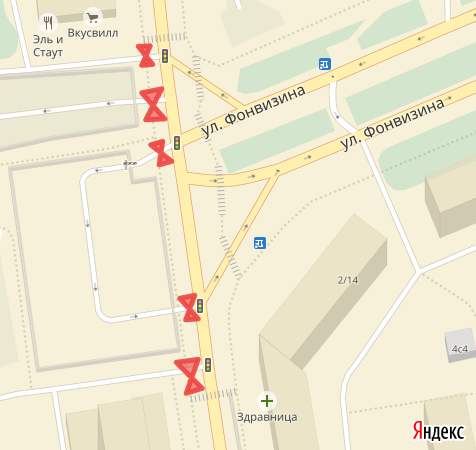 Вкусвилл
Эль и
Стаут
ул. Фонвизина
ул. Фонвизина
2/14
4с4
Здравница
Яндекс